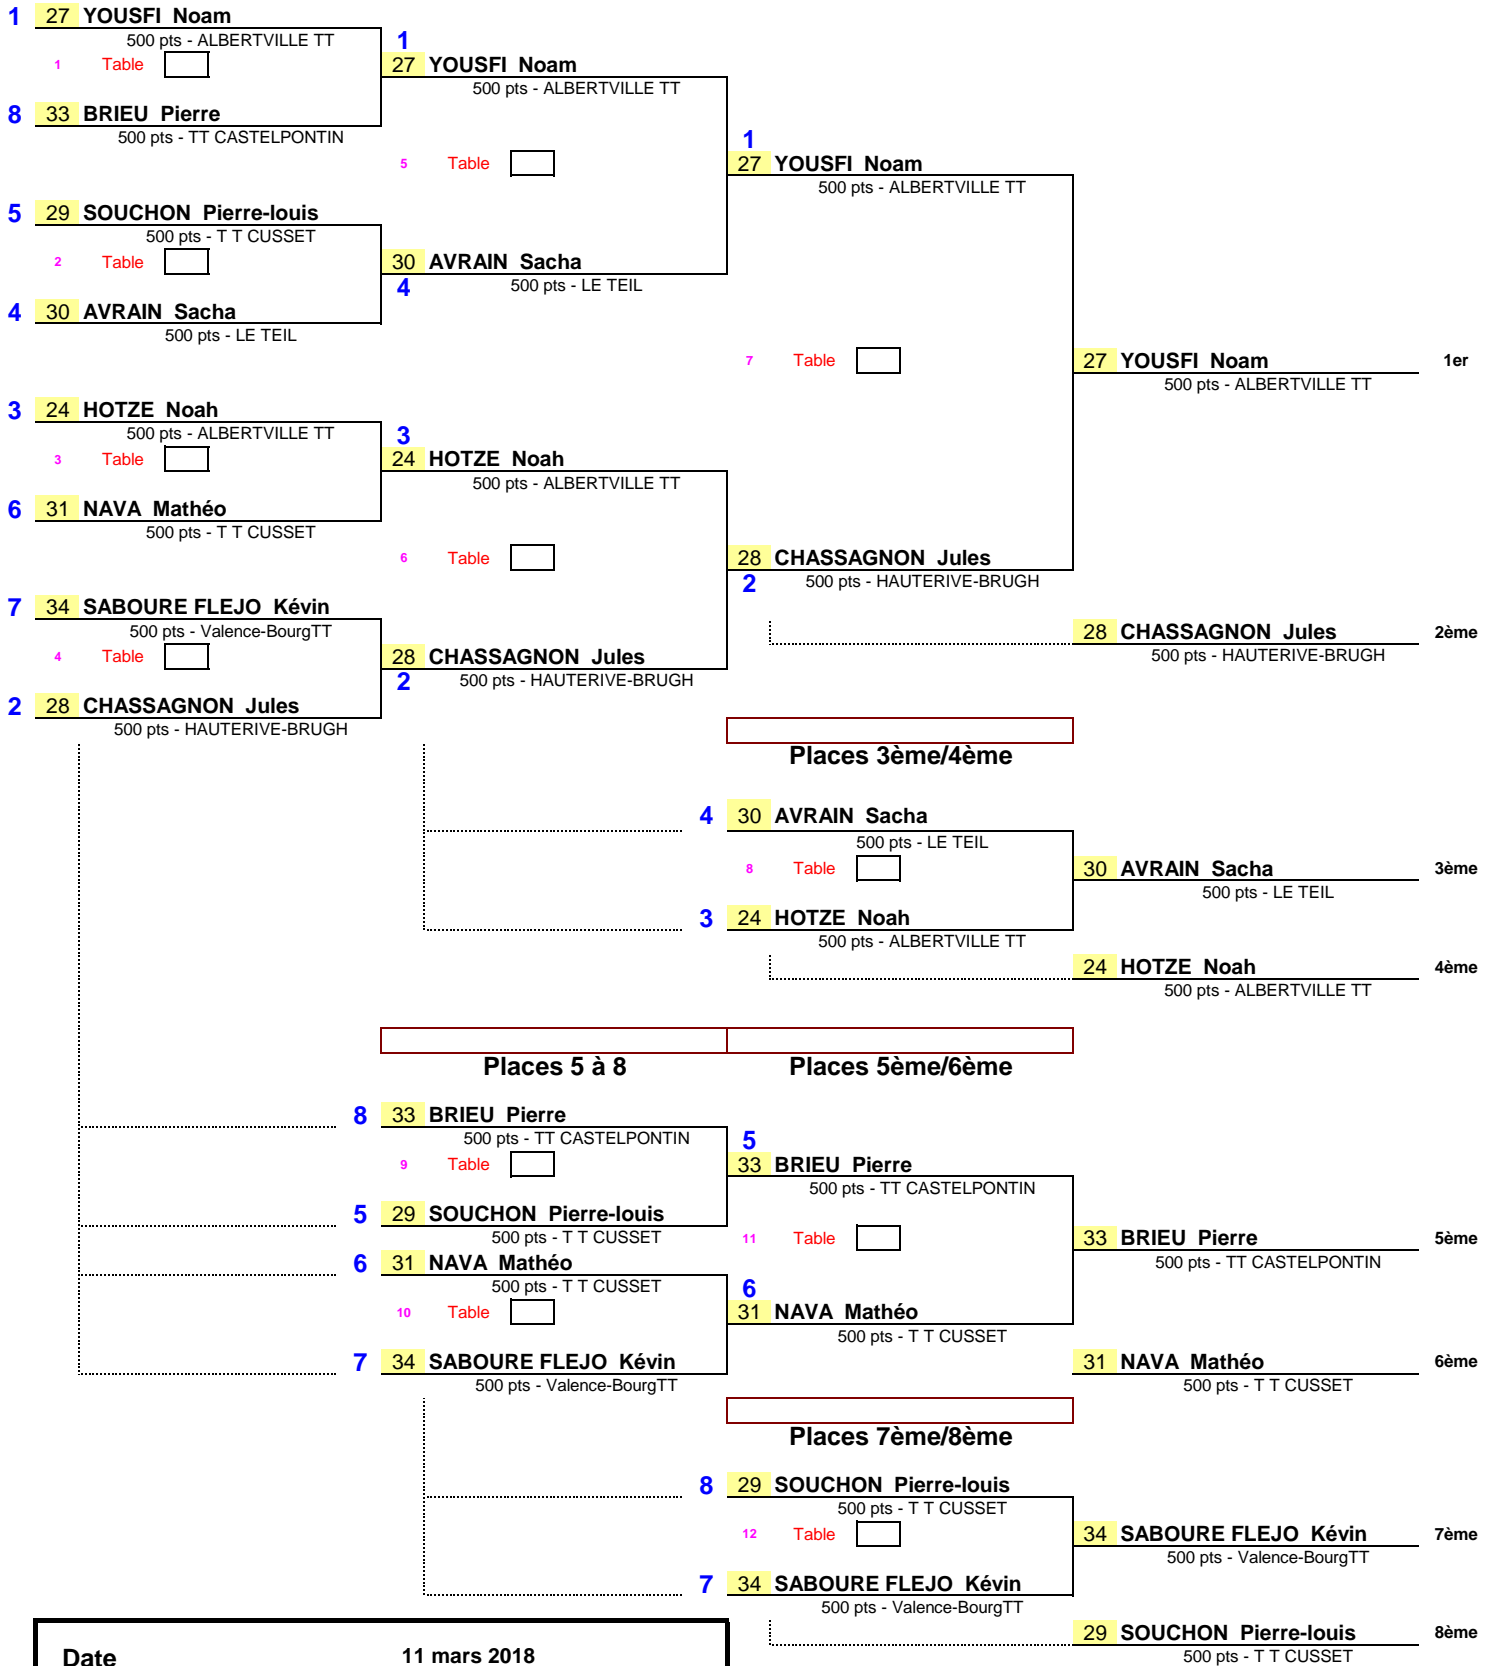 1 27 YOUSFI Noam
500 pts - ALBERTVILLE TT
1 Table
8 33 BRIEU Pierre
500 pts - TT CASTELPONTIN
5 29 SOUCHON Pierre-louis
500 pts - T T CUSSET
2 Table
4 30 AVRAIN Sacha
500 pts - LE TEIL
3 24 HOTZE Noah
500 pts - ALBERTVILLE TT
3 Table
6 31 NAVA Mathéo
500 pts - T T CUSSET
7 34 SABOURE FLEJO Kévin
500 pts - Valence-BourgTT
4 Table
2 28 CHASSAGNON Jules
500 pts - HAUTERIVE-BRUGH
1
27 YOUSFI Noam
500 pts - ALBERTVILLE TT
5 Table
30 AVRAIN Sacha
4 500 pts - LE TEIL
3
24 HOTZE Noah
500 pts - ALBERTVILLE TT
6 Table
28 CHASSAGNON Jules
2 500 pts - HAUTERIVE-BRUGH
1
27 YOUSFI Noam
500 pts - ALBERTVILLE TT
7 Table
28 CHASSAGNON Jules
2 500 pts - HAUTERIVE-BRUGH
27 YOUSFI Noam 1er
500 pts - ALBERTVILLE TT
28 CHASSAGNON Jules 2ème
500 pts - HAUTERIVE-BRUGH
Places 3ème/4ème
4 30 AVRAIN Sacha
500 pts - LE TEIL
8 Table
3 24 HOTZE Noah
500 pts - ALBERTVILLE TT
30 AVRAIN Sacha 3ème
500 pts - LE TEIL
24 HOTZE Noah 4ème
500 pts - ALBERTVILLE TT
Places 5 à 8
Places 5ème/6ème
8 33 BRIEU Pierre
500 pts - TT CASTELPONTIN
9 Table
5 29 SOUCHON Pierre-louis
500 pts - T T CUSSET
6 31 NAVA Mathéo
500 pts - T T CUSSET
10 Table
7 34 SABOURE FLEJO Kévin
500 pts - Valence-BourgTT
5
33 BRIEU Pierre
500 pts - TT CASTELPONTIN
11 Table
6
31 NAVA Mathéo
500 pts - T T CUSSET
33 BRIEU Pierre 5ème
500 pts - TT CASTELPONTIN
31 NAVA Mathéo 6ème
500 pts - T T CUSSET
Places 7ème/8ème
8 29 SOUCHON Pierre-louis
500 pts - T T CUSSET
12 Table
7 34 SABOURE FLEJO Kévin
500 pts - Valence-BourgTT
34 SABOURE FLEJO Kévin 7ème
500 pts - Valence-BourgTT
29 SOUCHON Pierre-louis 8ème
500 pts - T T CUSSET
Date 11 mars 2018